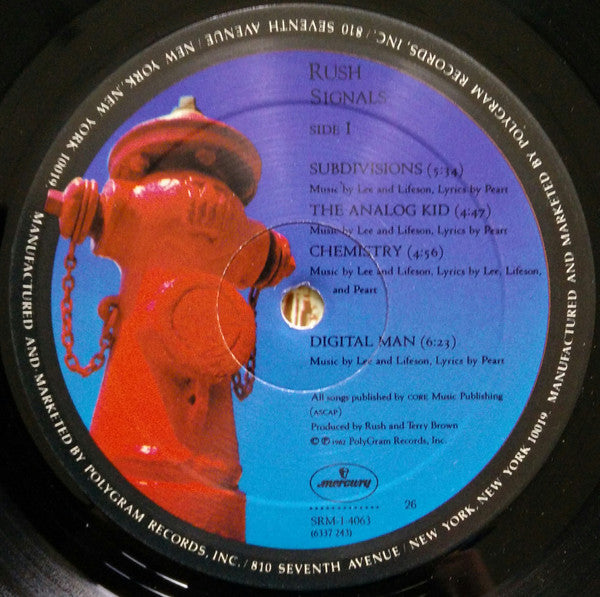 RUSH
SIGNALS
SIDE 1
SUBDIVISIONS (5:34)
Music by Lee and Lifeson, Lyrics by Peart
THE ANALOG KID (4:47)
Music by Lee and Lifeson, Lyrics by Peart
CHEMISTRY (4:56)
Music by Lee and Lifeson, Lyrics by Lee, Lifeson,
and Peart
DIGITAL MAN (6:23)
Music by Lee and Lifeson, Lyrics by Peart
All songs published by CORE Music Publishing
(ASCAP)
Produced by Rush and Terry Brown
© ℗ 1982 PolyGram Records, Inc.
mercury
26
SRM-1-4063
(6337 243)
MANUFACTURED AND MARKETED BY POLYGRAM RECORDS, INC./810 SEVENTH AVENUE/NEW YORK, NEW YORK 10019.
MANUFACTURED AND MARKETED BY POLYGRAM RECORDS, INC./810 SEVENTH AVENUE/NEW YORK, NEW YORK 10019.